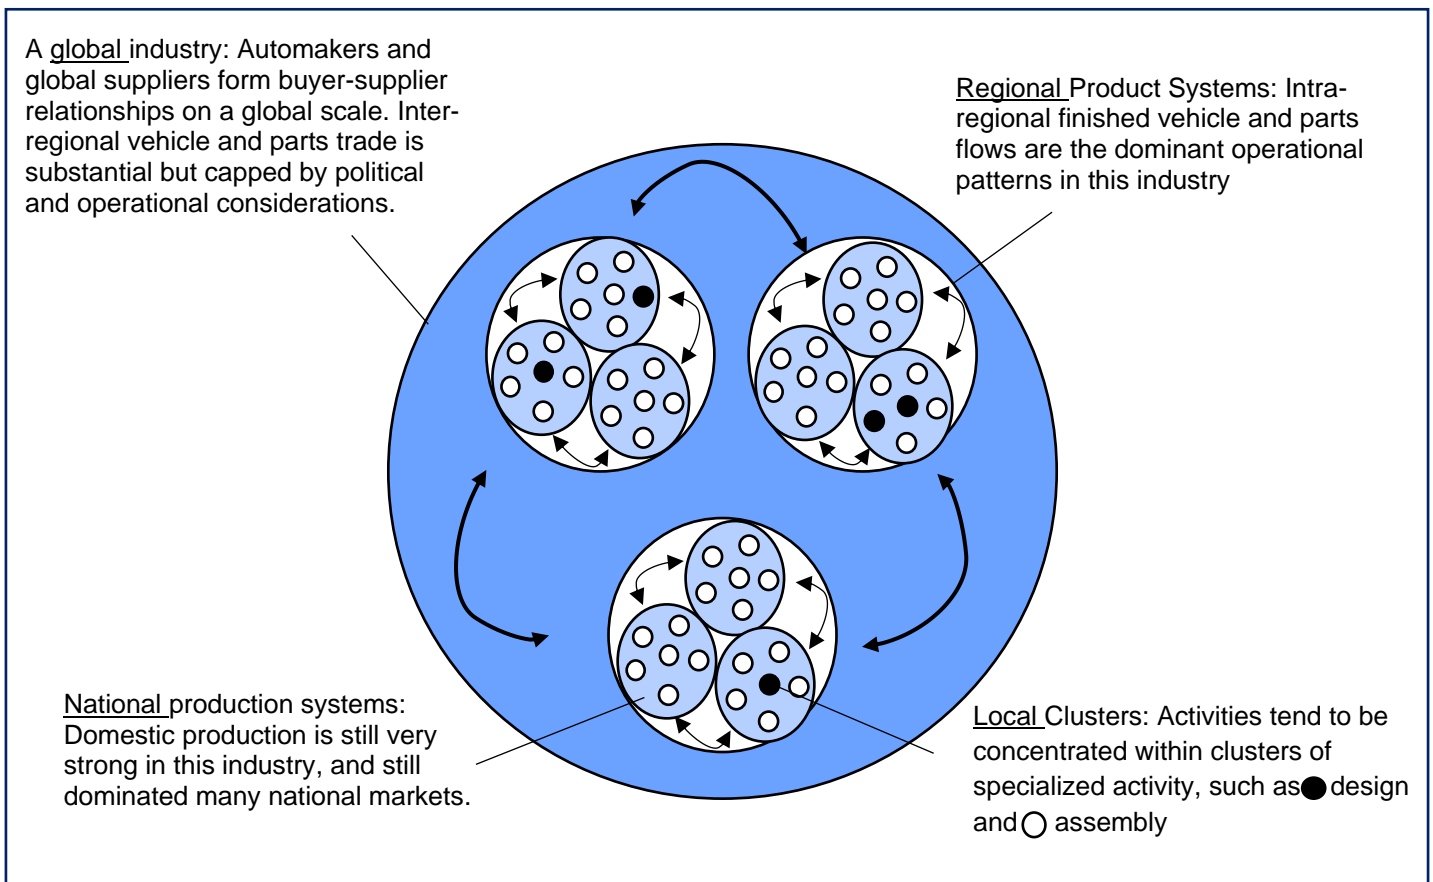 A global industry: Automakers and
global suppliers form buyer-supplier
relationships on a global scale. Inter-
regional vehicle and parts trade is
substantial but capped by political
and operational considerations.
Regional Product Systems: Intra-
regional finished vehicle and parts
flows are the dominant operational
patterns in this industry
National production systems:
Domestic production is still very
strong in this industry, and still
dominated many national markets.
Local Clusters: Activities tend to be
concentrated within clusters of
specialized activity, such as design
and assembly